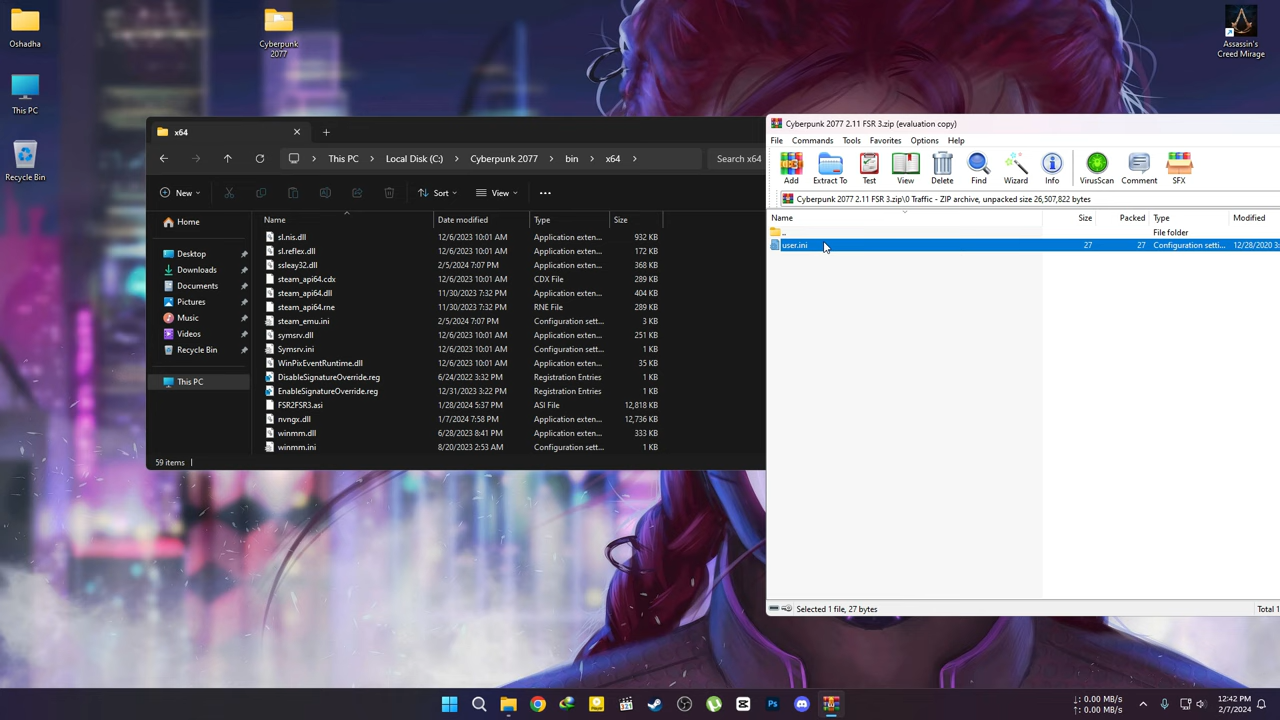 Oshadha
This PC
Recycle Bin
Cyberpunk
2077
Assassin's
Creed Mirage
x64
This PC
Local Disk (C:)
Cyberpunk 2077
bin
x64
Search x64
New
Sort
View
Home
Desktop
Downloads
Documents
Pictures
Music
Videos
Recycle Bin
This PC
Name Date modified Type Size
sl.nis.dll 12/6/2023 10:01 AM Application exten... 932 KB
sl.reflex.dll 12/6/2023 10:01 AM Application exten... 172 KB
ssleay32.dll 2/5/2024 7:07 PM Application exten... 368 KB
steam_api64.cdx 12/6/2023 10:01 AM CDX File 289 KB
steam_api64.dll 11/30/2023 7:32 PM Application exten... 404 KB
steam_api64.rne 11/30/2023 7:32 PM RNE File 289 KB
steam_emu.ini 2/5/2024 7:07 PM Configuration sett... 3 KB
symsrv.dll 12/6/2023 10:01 AM Application exten... 251 KB
Symsrv.ini 12/6/2023 10:01 AM Configuration sett... 1 KB
WinPixEventRuntime.dll 12/6/2023 10:01 AM Application exten... 35 KB
DisableSignatureOverride.reg 6/24/2022 3:32 PM Registration Entries 1 KB
EnableSignatureOverride.reg 12/31/2023 3:22 PM Registration Entries 1 KB
FSR2FSR3.asi 1/28/2024 5:37 PM ASI File 12,818 KB
nvngx.dll 1/7/2024 7:58 PM Application exten... 12,736 KB
winmm.dll 6/28/2023 8:41 PM Application exten... 333 KB
winmm.ini 8/20/2023 2:53 AM Configuration sett... 1 KB
59 items
Cyberpunk 2077 2.11 FSR 3.zip (evaluation copy)
File Commands Tools Favorites Options Help
Add Extract To Test View Delete Find Wizard Info VirusScan Comment SFX
Cyberpunk 2077 2.11 FSR 3.zip\0 Traffic - ZIP archive, unpacked size 26,507,822 bytes
Name Size Packed Type Modified
.. File folder
user.ini 27 27 Configuration setti... 12/28/2020 3:
Selected 1 file, 27 bytes
Total 1
↓: 0.00 MB/s
↑: 0.00 MB/s
12:42 PM
2/7/2024